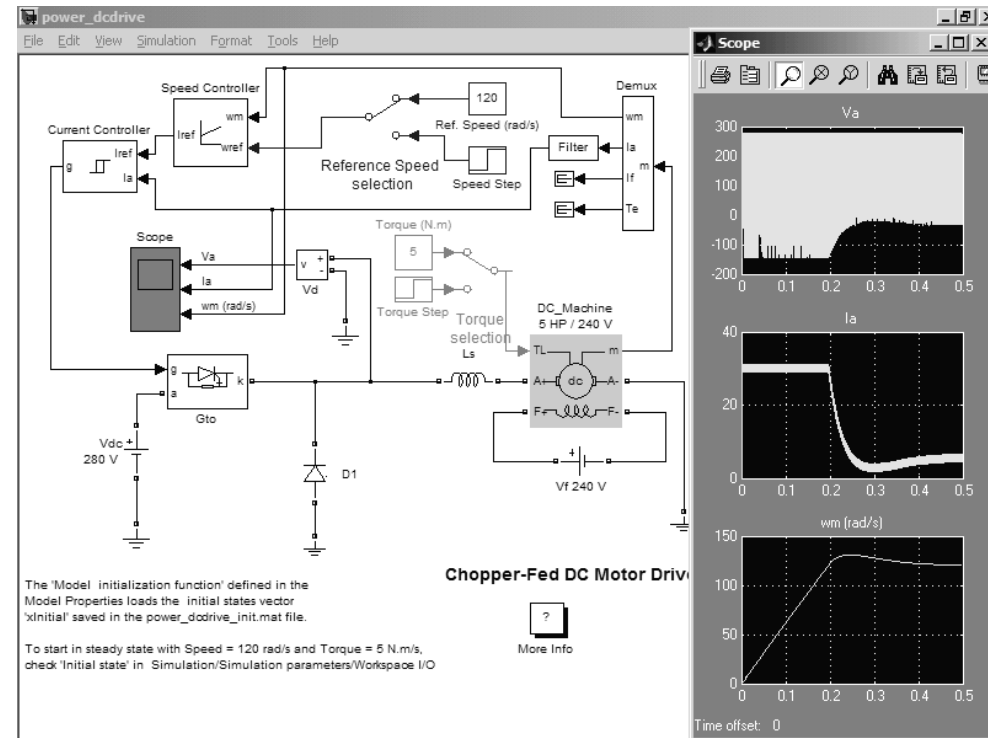 power_dcdrive
File Edit View Simulation Format Tools Help
Speed Controller
wm
Iref
wref
Current Controller
Iref
g
Ia
120
Ref. Speed (rad/s)
Reference Speed
selection
Speed Step
Demux
wm
Ia
m
If
Te
Filter
Scope
Va
Ia
wm (rad/s)
v
+
-
Vd
Torque (N.m)
5
Torque Step
Torque
selection
DC_Machine
5 HP / 240 V
TL
m
A+
dc
A-
F+
F-
Ls
g
a
k
Gto
Vdc
+
280 V
D1
+
Vf 240 V
Chopper-Fed DC Motor Driv
?
More Info
The 'Model initialization function' defined in the
Model Properties loads the initial states vector
'xInitial' saved in the power_dcdrive_init.mat file.
To start in steady state with Speed = 120 rad/s and Torque = 5 N.m/s,
check 'Initial state' in Simulation/Simulation parameters/Workspace I/O
Scope
Va
300
200
100
0
-100
-200
0 0.1 0.2 0.3 0.4 0.5
Ia
40
20
0
0 0.1 0.2 0.3 0.4 0.5
wm (rad/s)
150
100
50
0
0 0.1 0.2 0.3 0.4 0.5
Time offset: 0